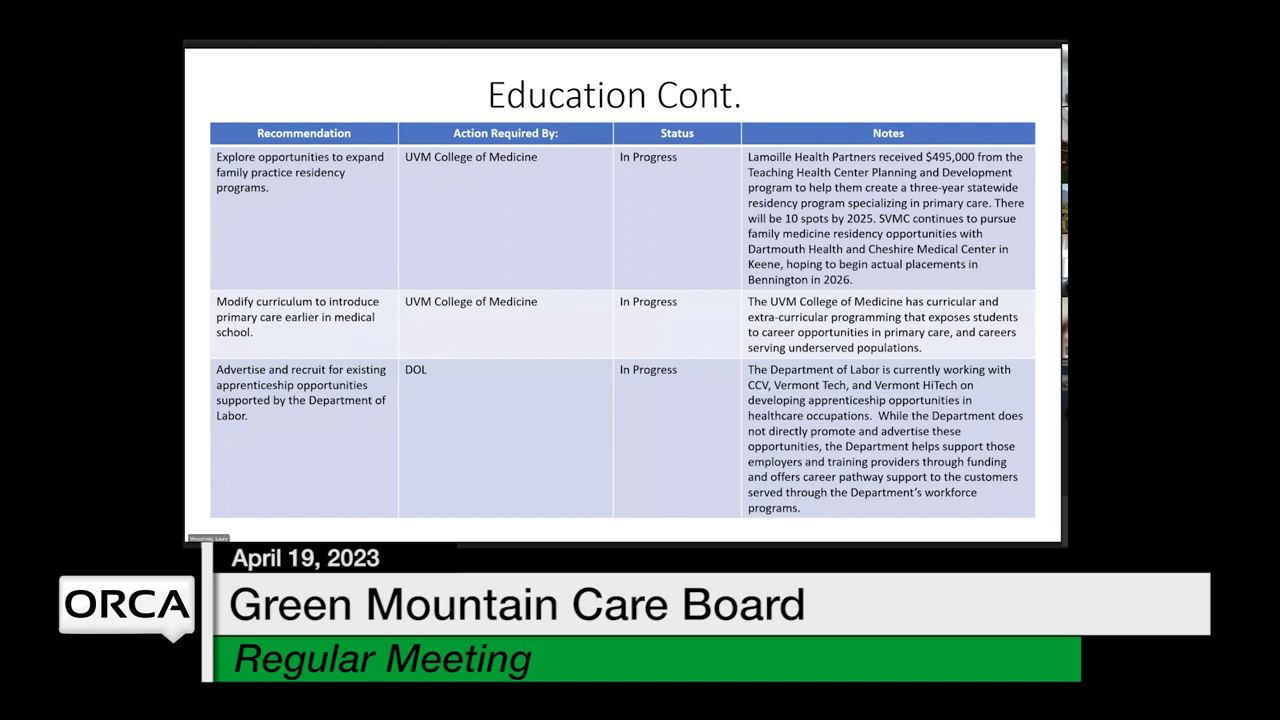 Education Cont.
Recommendation
Action Required By:
Status
Notes
Explore opportunities to expand
family practice residency
programs.
UVM College of Medicine
In Progress
Lamoille Health Partners received $495,000 from the
Teaching Health Center Planning and Development
program to help them create a three-year statewide
residency program specializing in primary care. There
will be 10 spots by 2025. SVMC continues to pursue
family medicine residency opportunities with
Dartmouth Health and Cheshire Medical Center in
Keene, hoping to begin actual placements in
Bennington in 2026.
Modify curriculum to introduce
primary care earlier in medical
school.
UVM College of Medicine
In Progress
The UVM College of Medicine has curricular and
extra-curricular programming that exposes students
to career opportunities in primary care, and careers
serving underserved populations.
Advertise and recruit for existing
apprenticeship opportunities
supported by the Department of
Labor.
DOL
In Progress
The Department of Labor is currently working with
CCV, Vermont Tech, and Vermont HiTech on
developing apprenticeship opportunities in
healthcare occupations.  While the Department does
not directly promote and advertise these
opportunities, the Department helps support those
employers and training providers through funding
and offers career pathway support to the customers
served through the Department's workforce
programs.
April 19, 2023
ORCA
Green Mountain Care Board
Regular Meeting